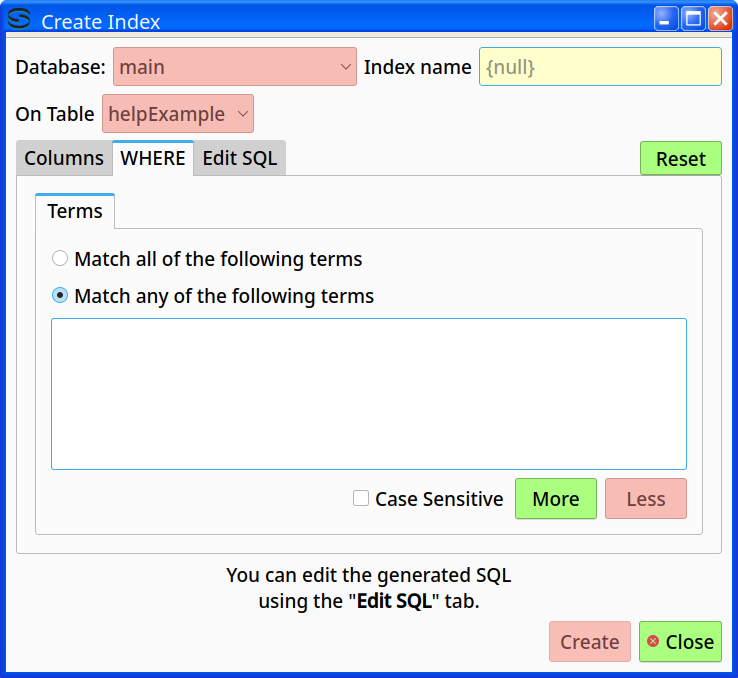 Create Index
Database: main Index name {null}
On Table helpExample
Columns WHERE Edit SQL Reset
Terms
Match all of the following terms
Match any of the following terms
Case Sensitive More Less
You can edit the generated SQL
using the "Edit SQL" tab.
Create Close